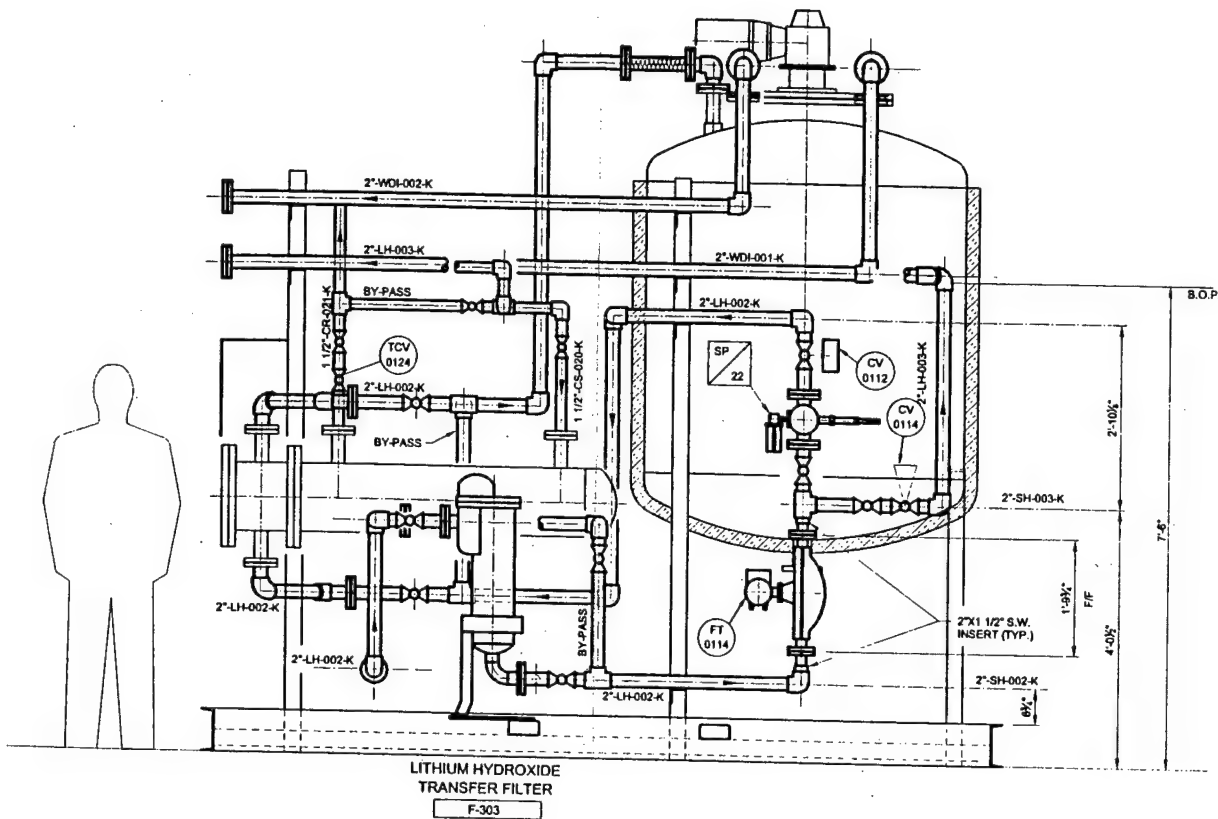 2"-WDI-002-K
2"-LH-003-K
2"-WDI-001-K
B.O.P
BY-PASS
2"-LH-002-K
1 1/2"-CR-021-K
TCV
0124
SP
22
CV
0112
2"-LH-003-K
2"-LH-002-K
1 1/2"-CS-020-K
CV
0114
2'-10½"
BY-PASS
2"-SH-003-K
7'-6"
1'-9¾"
F/F
4'-0½"
2"-LH-002-K
BY-PASS
FT
0114
2"X1 1/2" S.W.
INSERT (TYP.)
2"-LH-002-K
2"-LH-002-K
2"-SH-002-K
6¾"
LITHIUM HYDROXIDE
TRANSFER FILTER
F-303